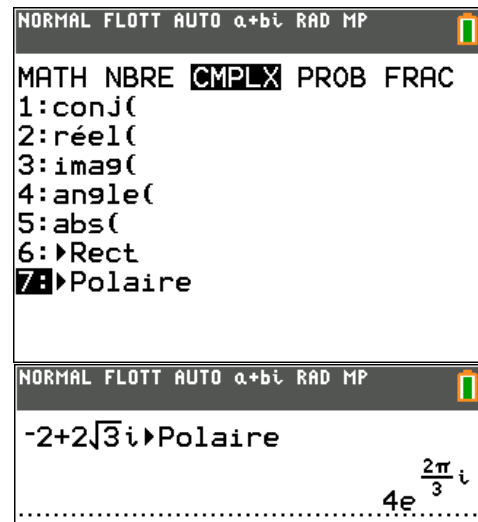 NORMAL FLOTT AUTO a+bi RAD MP
MATH NBRE CMPLX PROB FRAC
1:conj(
2:réel(
3:imag(
4:angle(
5:abs(
6:▶Rect
7:▶Polaire
NORMAL FLOTT AUTO a+bi RAD MP
-2+2√3i▶Polaire
4e^(2π/3 i)